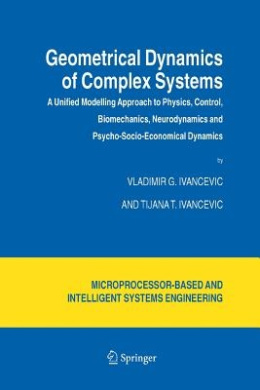 Geometrical Dynamics
of Complex Systems
A Unified Modelling Approach to Physics, Control,
Biomechanics, Neurodynamics and
Psycho-Socio-Economical Dynamics
by
VLADIMIR G. IVANCEVIC
AND TIJANA T. IVANCEVIC
MICROPROCESSOR-BASED AND
INTELLIGENT SYSTEMS ENGINEERING
Springer